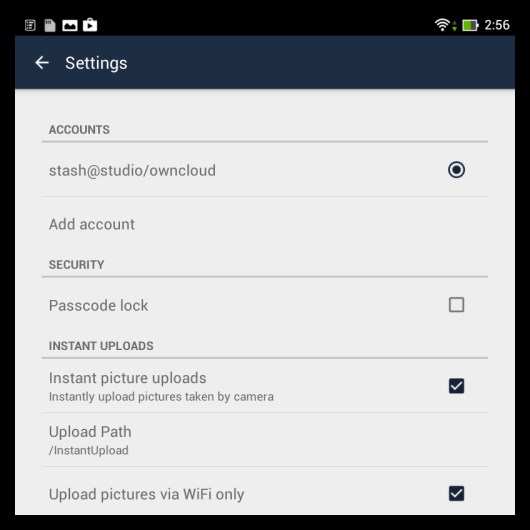 2:56
Settings
ACCOUNTS
stash@studio/owncloud
Add account
SECURITY
Passcode lock
INSTANT UPLOADS
Instant picture uploads
Instantly upload pictures taken by camera
Upload Path
/InstantUpload
Upload pictures via WiFi only